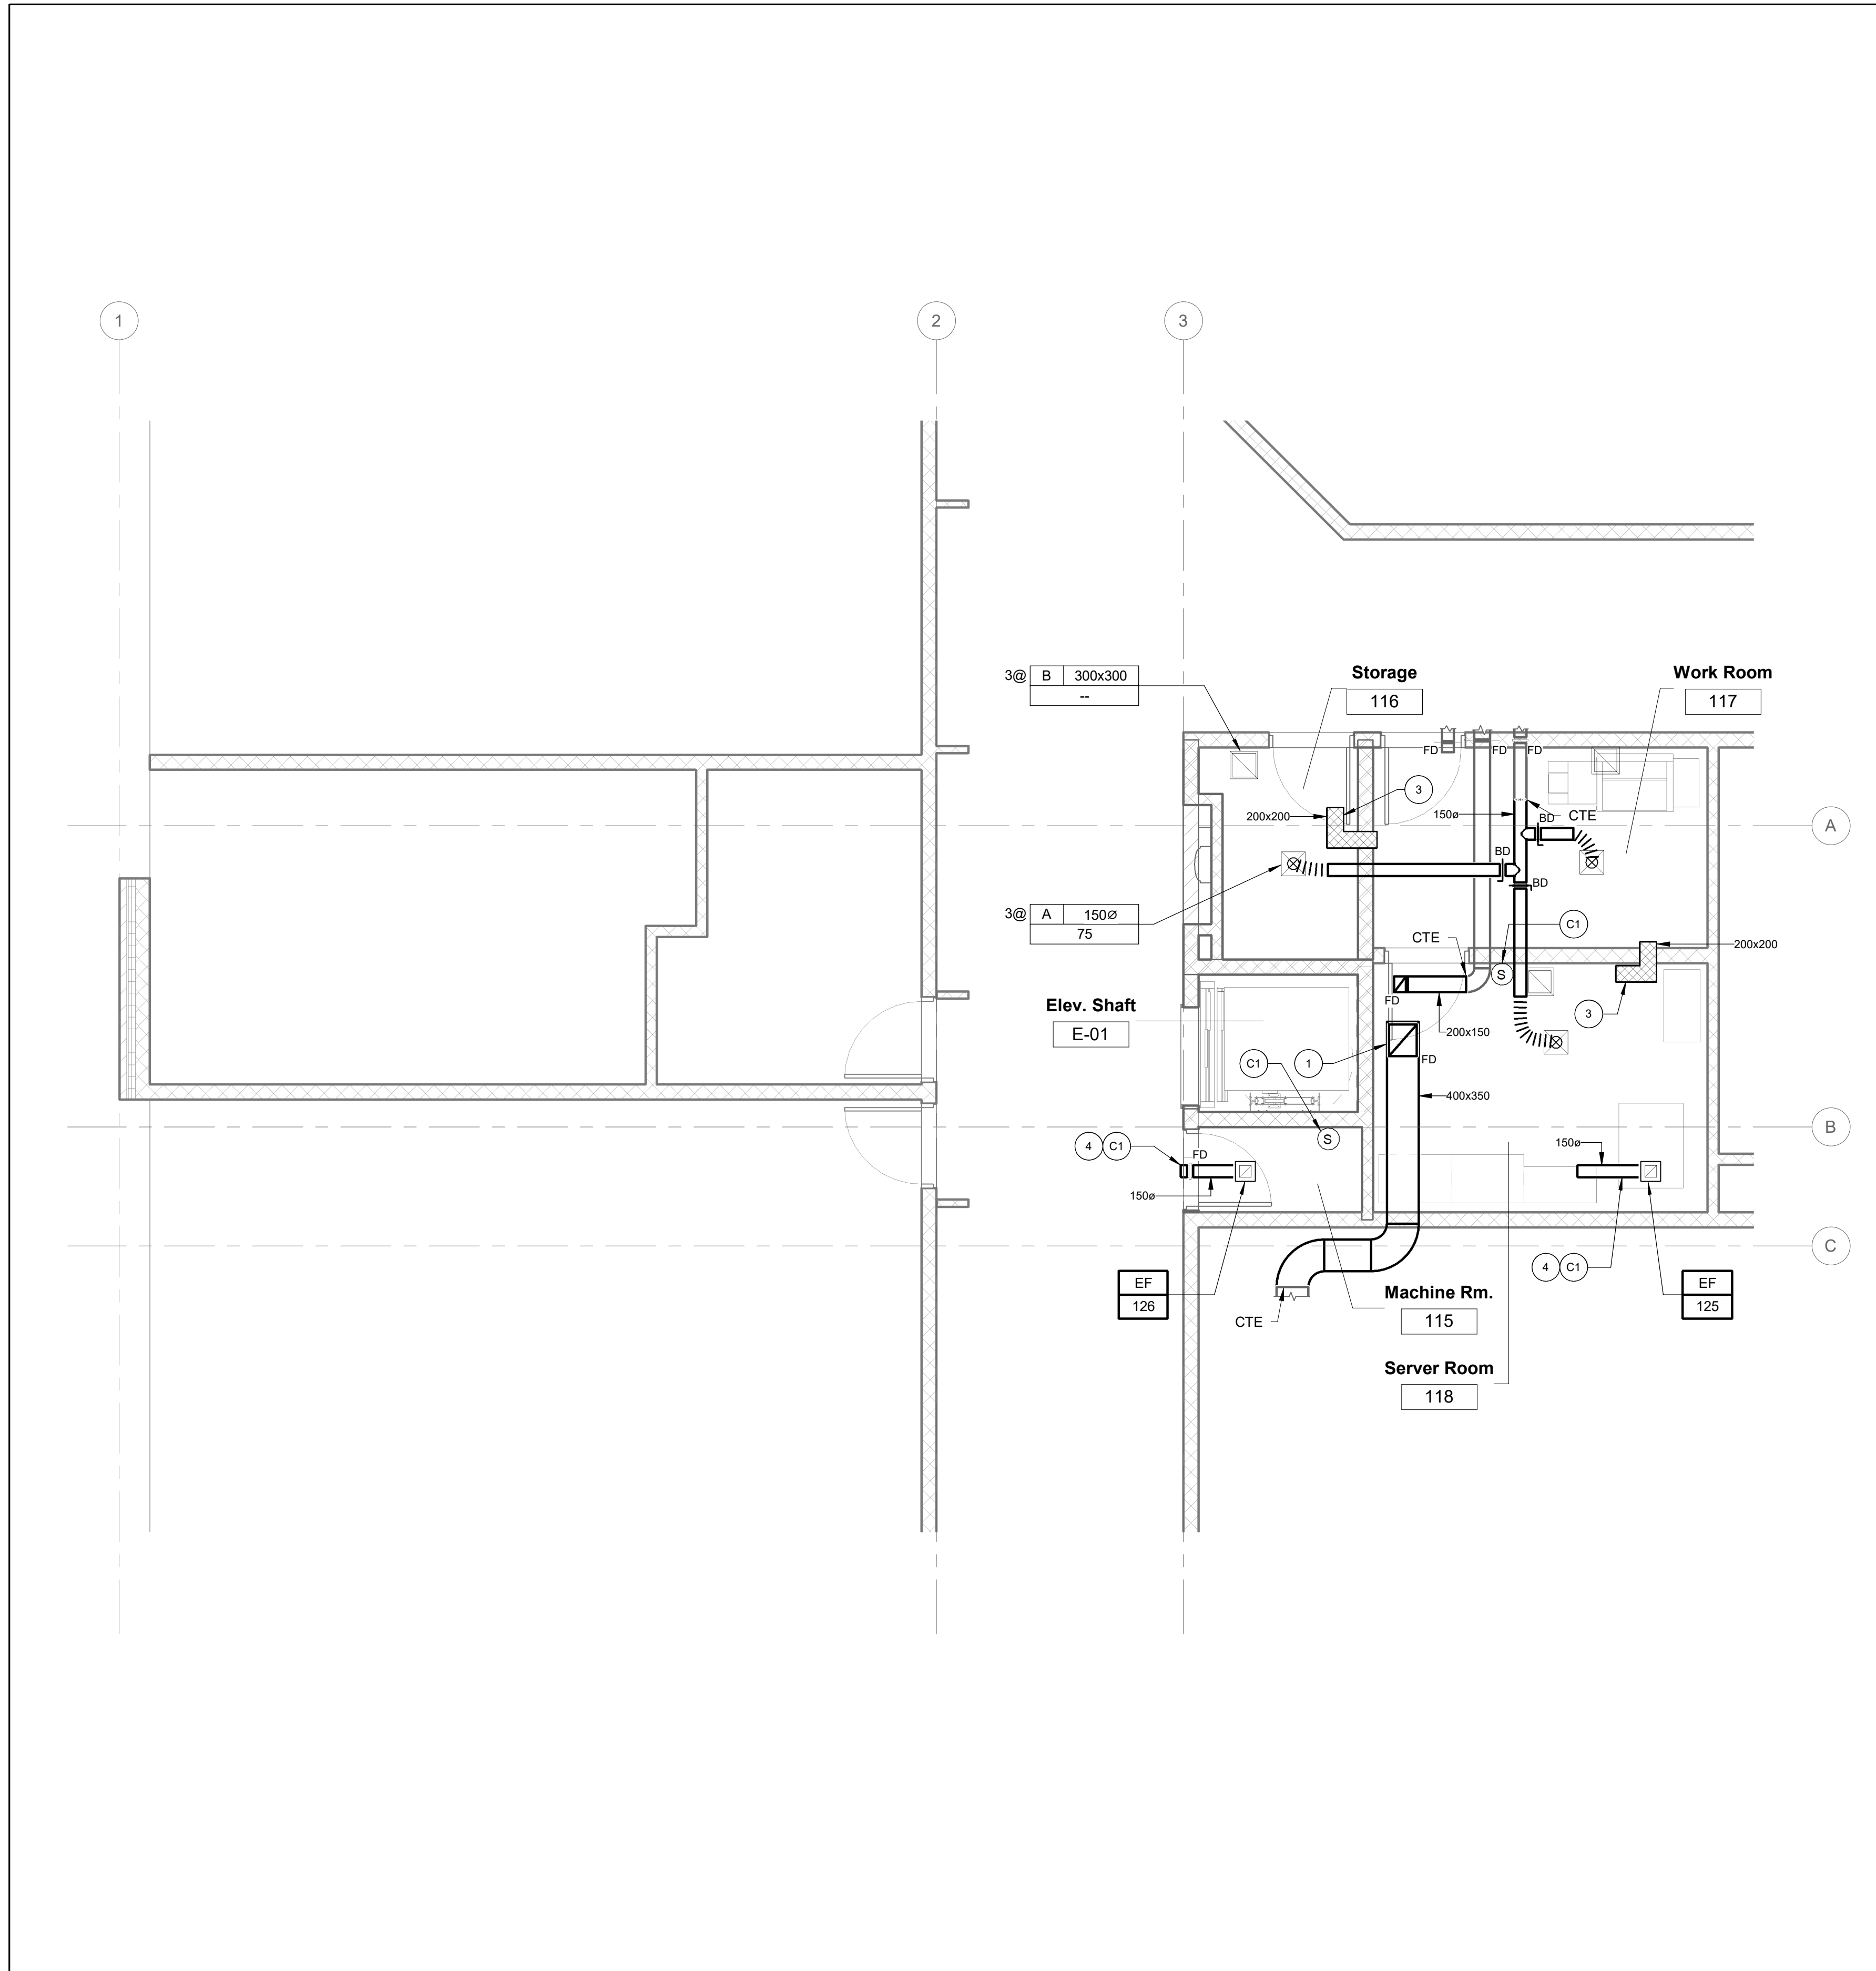 1
2
3
3@ B 300x300
--
Storage
116
Work Room
117
FD
FD
FD
3
200x200
150ø
CTE
BD
A
BD
BD
3@ A 150Ø
75
C1
CTE
200x200
S
FD
Elev. Shaft
E-01
3
200x150
C1
1
FD
400x350
B
S
4 C1
FD
150ø
150ø
C
4 C1
EF
126
EF
125
Machine Rm.
115
CTE
Server Room
118